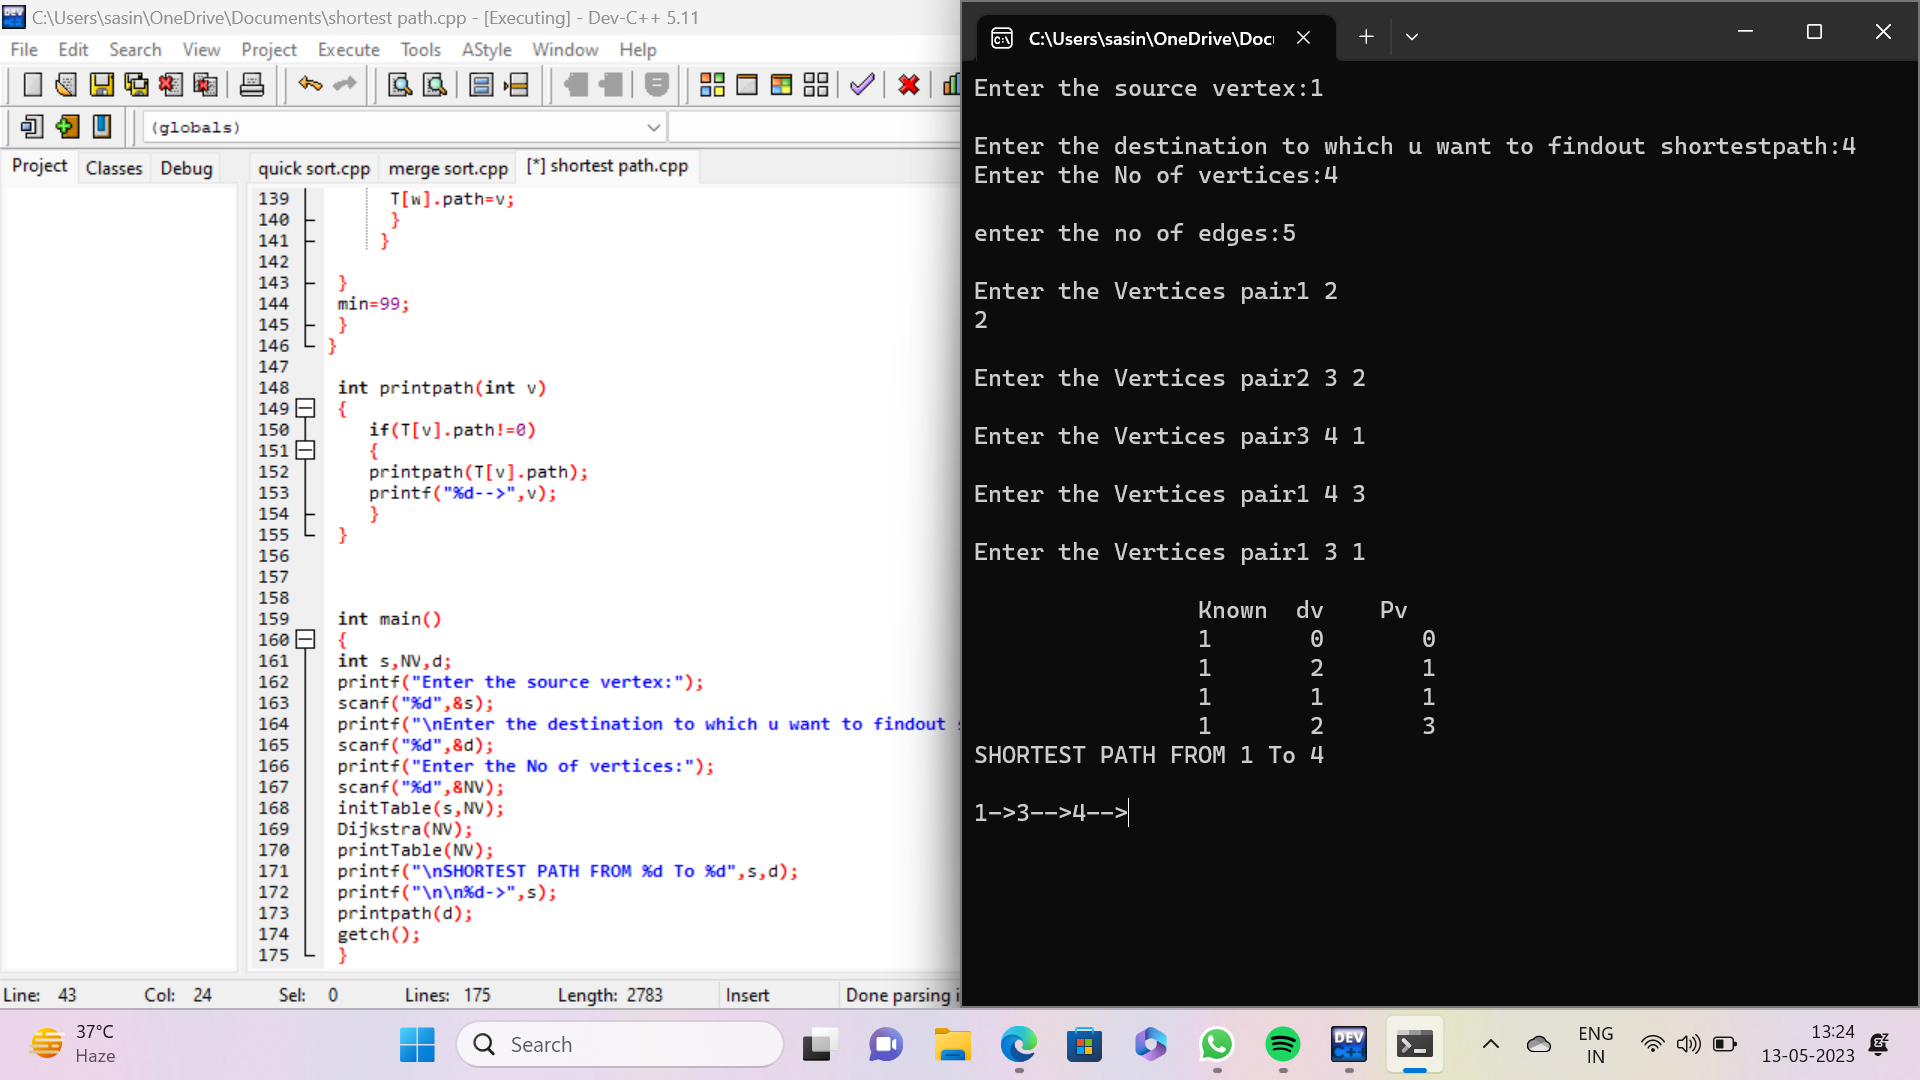 C:\Users\sasin\OneDrive\Documents\shortest path.cpp - [Executing] - Dev-C++ 5.11
File Edit Search View Project Execute Tools AStyle Window Help
(globals)
Project Classes Debug
quick sort.cpp merge sort.cpp [*] shortest path.cpp
139 T[w].path=v;
140 }
141 }
142
143 }
144 min=99;
145 }
146 }
147
148 int printpath(int v)
149 {
150 if(T[v].path!=0)
151 {
152 printpath(T[v].path);
153 printf("%d-->",v);
154 }
155 }
156
157
158
159 int main()
160 {
161 int s,NV,d;
162 printf("Enter the source vertex:");
163 scanf("%d",&s);
164 printf("\nEnter the destination to which u want to findout
165 scanf("%d",&d);
166 printf("Enter the No of vertices:");
167 scanf("%d",&NV);
168 initTable(s,NV);
169 Dijkstra(NV);
170 printTable(NV);
171 printf("\nSHORTEST PATH FROM %d To %d",s,d);
172 printf("\n\n%d->",s);
173 printpath(d);
174 getch();
175 }
Line: 43 Col: 24 Sel: 0 Lines: 175 Length: 2783 Insert Done parsing i
C:\Users\sasin\OneDrive\Doc
Enter the source vertex:1
Enter the destination to which u want to findout shortestpath:4
Enter the No of vertices:4
enter the no of edges:5
Enter the Vertices pair1 2
2
Enter the Vertices pair2 3 2
Enter the Vertices pair3 4 1
Enter the Vertices pair1 4 3
Enter the Vertices pair1 3 1
Known dv Pv
1 0 0
1 2 1
1 1 1
1 2 3
SHORTEST PATH FROM 1 To 4
1->3-->4-->
37°C
Haze
Search
DEV
C++
ENG
IN
13:24
13-05-2023